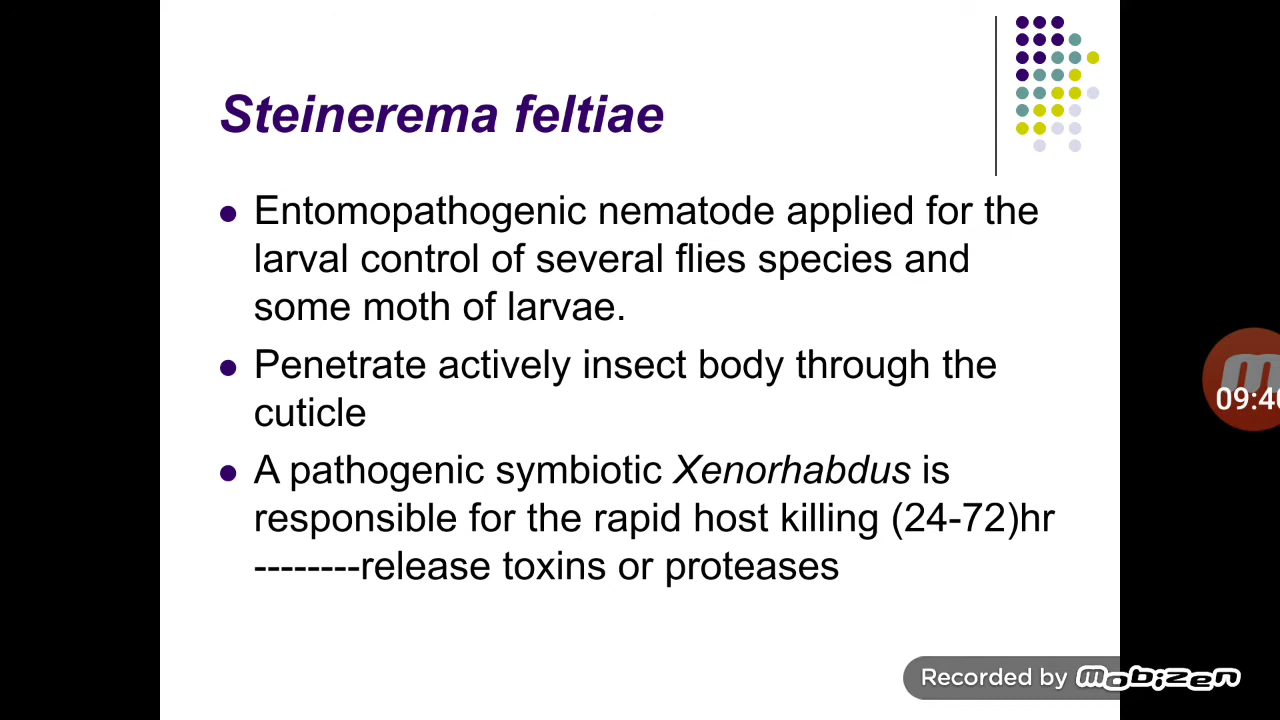 Steinerema feltiae
Entomopathogenic nematode applied for the
larval control of several flies species and
some moth of larvae.
Penetrate actively insect body through the
cuticle
A pathogenic symbiotic Xenorhabdus is
responsible for the rapid host killing (24-72)hr
--------release toxins or proteases
09:40
Recorded by mobizen